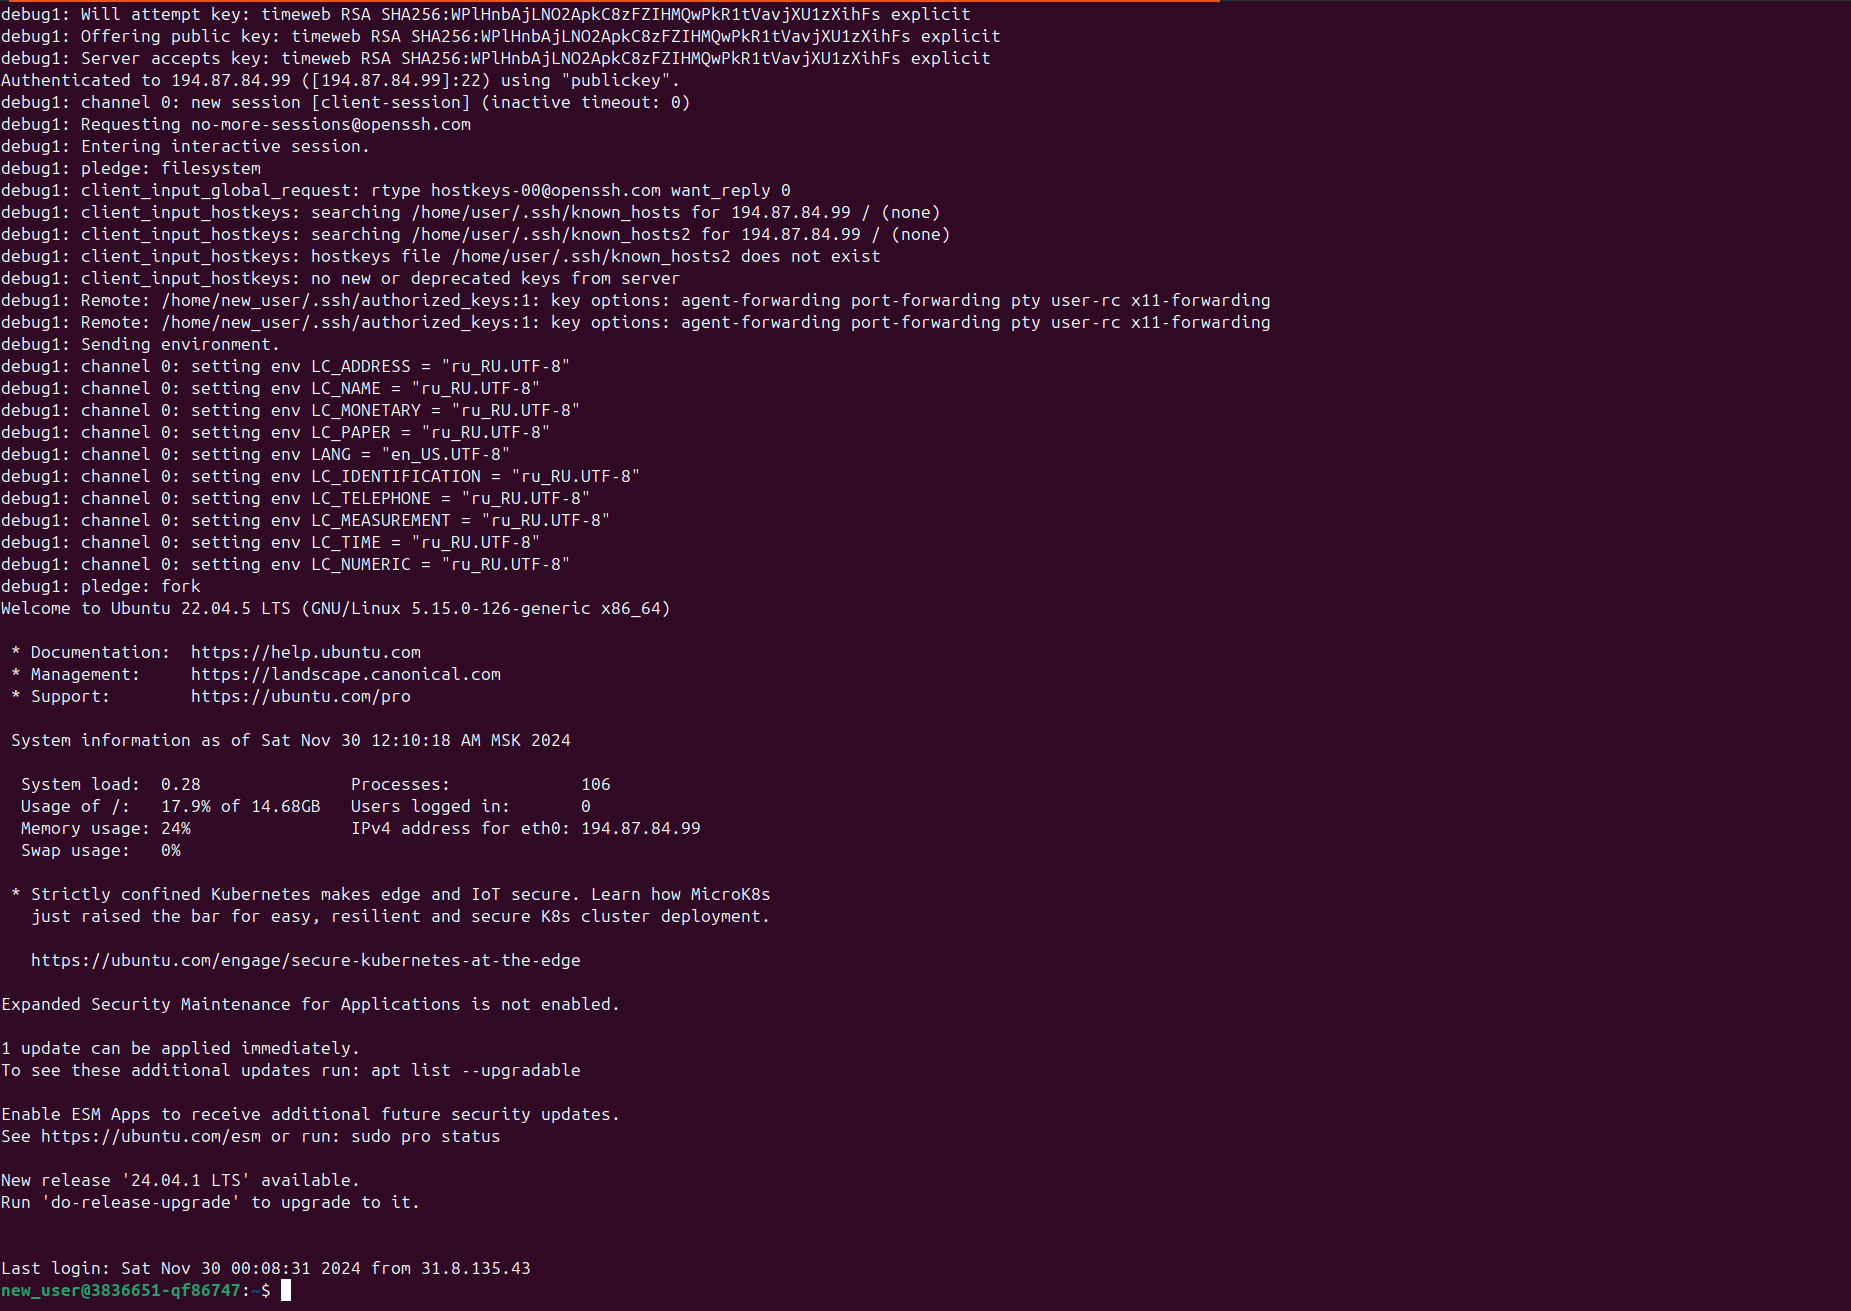 debug1: Will attempt key: timeweb RSA SHA256:WPlHnbAjLNO2ApkC8zFZIHMQwPkR1tVavjXU1zXihFs explicit
debug1: Offering public key: timeweb RSA SHA256:WPlHnbAjLNO2ApkC8zFZIHMQwPkR1tVavjXU1zXihFs explicit
debug1: Server accepts key: timeweb RSA SHA256:WPlHnbAjLNO2ApkC8zFZIHMQwPkR1tVavjXU1zXihFs explicit
Authenticated to 194.87.84.99 ([194.87.84.99]:22) using "publickey".
debug1: channel 0: new session [client-session] (inactive timeout: 0)
debug1: Requesting no-more-sessions@openssh.com
debug1: Entering interactive session.
debug1: pledge: filesystem
debug1: client_input_global_request: rtype hostkeys-00@openssh.com want_reply 0
debug1: client_input_hostkeys: searching /home/user/.ssh/known_hosts for 194.87.84.99 / (none)
debug1: client_input_hostkeys: searching /home/user/.ssh/known_hosts2 for 194.87.84.99 / (none)
debug1: client_input_hostkeys: hostkeys file /home/user/.ssh/known_hosts2 does not exist
debug1: client_input_hostkeys: no new or deprecated keys from server
debug1: Remote: /home/new_user/.ssh/authorized_keys:1: key options: agent-forwarding port-forwarding pty user-rc x11-forwarding
debug1: Remote: /home/new_user/.ssh/authorized_keys:1: key options: agent-forwarding port-forwarding pty user-rc x11-forwarding
debug1: Sending environment.
debug1: channel 0: setting env LC_ADDRESS = "ru_RU.UTF-8"
debug1: channel 0: setting env LC_NAME = "ru_RU.UTF-8"
debug1: channel 0: setting env LC_MONETARY = "ru_RU.UTF-8"
debug1: channel 0: setting env LC_PAPER = "ru_RU.UTF-8"
debug1: channel 0: setting env LANG = "en_US.UTF-8"
debug1: channel 0: setting env LC_IDENTIFICATION = "ru_RU.UTF-8"
debug1: channel 0: setting env LC_TELEPHONE = "ru_RU.UTF-8"
debug1: channel 0: setting env LC_MEASUREMENT = "ru_RU.UTF-8"
debug1: channel 0: setting env LC_TIME = "ru_RU.UTF-8"
debug1: channel 0: setting env LC_NUMERIC = "ru_RU.UTF-8"
debug1: pledge: fork
Welcome to Ubuntu 22.04.5 LTS (GNU/Linux 5.15.0-126-generic x86_64)

 * Documentation:  https://help.ubuntu.com
 * Management:     https://landscape.canonical.com
 * Support:        https://ubuntu.com/pro

 System information as of Sat Nov 30 12:10:18 AM MSK 2024

  System load:  0.28               Processes:             106
  Usage of /:   17.9% of 14.68GB   Users logged in:       0
  Memory usage: 24%                IPv4 address for eth0: 194.87.84.99
  Swap usage:   0%

 * Strictly confined Kubernetes makes edge and IoT secure. Learn how MicroK8s
   just raised the bar for easy, resilient and secure K8s cluster deployment.

   https://ubuntu.com/engage/secure-kubernetes-at-the-edge

Expanded Security Maintenance for Applications is not enabled.

1 update can be applied immediately.
To see these additional updates run: apt list --upgradable

Enable ESM Apps to receive additional future security updates.
See https://ubuntu.com/esm or run: sudo pro status

New release '24.04.1 LTS' available.
Run 'do-release-upgrade' to upgrade to it.


Last login: Sat Nov 30 00:08:31 2024 from 31.8.135.43
new_user@3836651-qf86747:~$